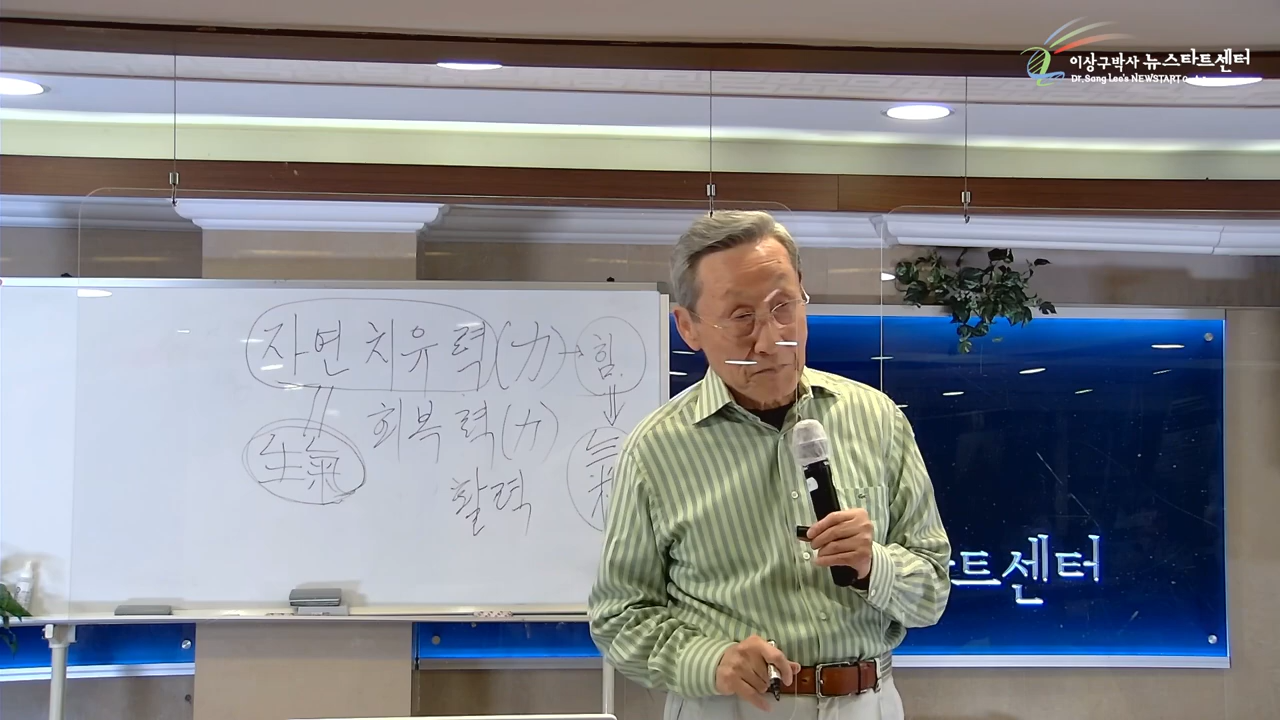 이상구박사 뉴스타트센터
Dr. Sang Lee's NEWSTART
자연치유력(力)→힘
회복력(力)
生氣
氣
활력
트센터